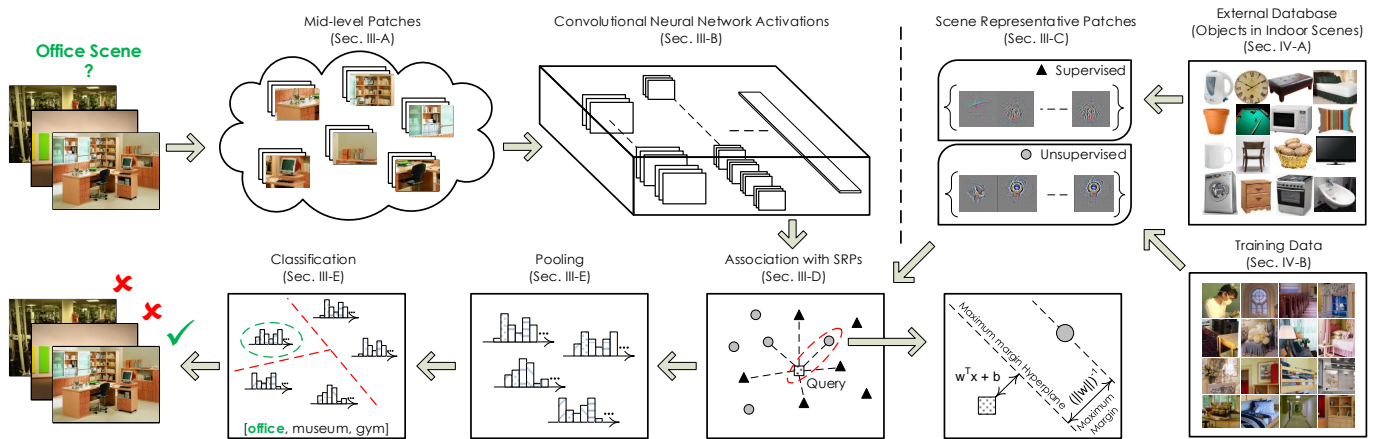 Office Scene
?
Mid-level Patches
(Sec. III-A)
Convolutional Neural Network Activations
(Sec. III-B)
Scene Representative Patches
(Sec. III-C)
Supervised
Unsupervised
External Database
(Objects in Indoor Scenes)
(Sec. IV-A)
Training Data
(Sec. IV-B)
Association with SRPs
(Sec. III-D)
Query
Maximum margin Hyperplane
wᵀx + b
(||w||)⁻¹
Maximum
Margin
Pooling
(Sec. III-E)
Classification
(Sec. III-E)
[office, museum, gym]